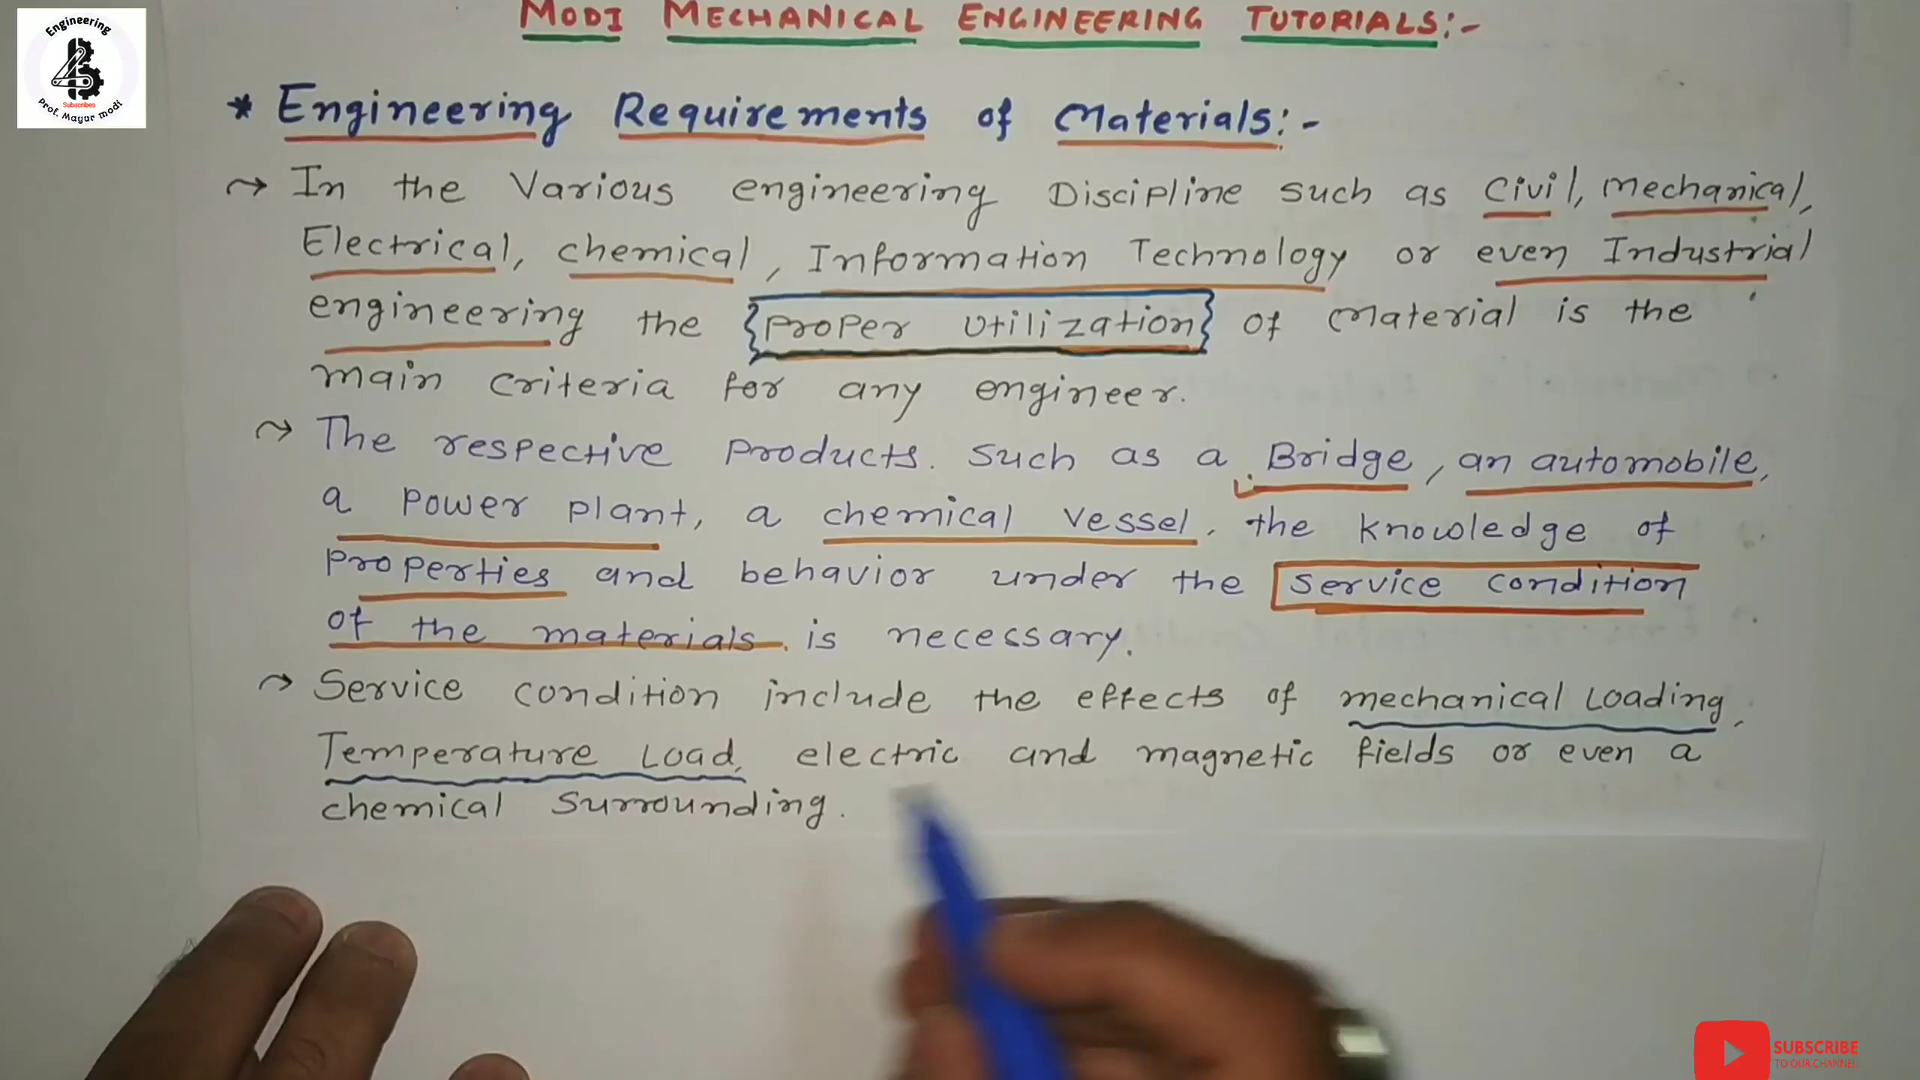 Engineering
Subscribes
Prof. Mayur modi
MODI MECHANICAL ENGINEERING TUTORIALS:-
* Engineering Requirements of Materials:-
→ In the Various engineering Discipline such as Civil, Mechanical,
Electrical, chemical, Information Technology or even Industrial
engineering the {Proper Utilization} of Material is the
main criteria for any engineer.
→ The respective Products. Such as a Bridge, an automobile,
a Power plant, a chemical Vessel, the knowledge of
Properties and behavior under the Service condition
of the materials. is necessary.
→ Service condition include the effects of mechanical Loading,
Temperature Load, electric and magnetic fields or even a
chemical Surrounding.
SUBSCRIBE
TO OUR CHANNEL